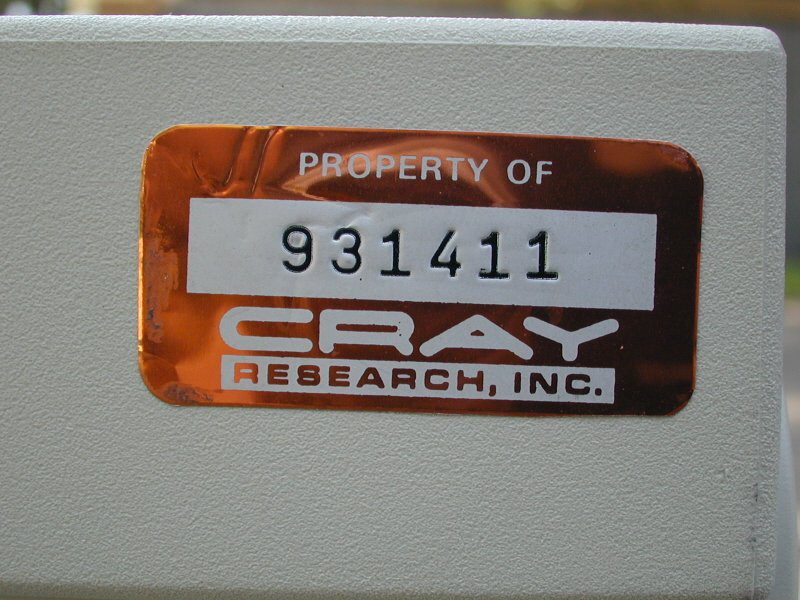 PROPERTY OF
931411
CRAY
RESEARCH, INC.